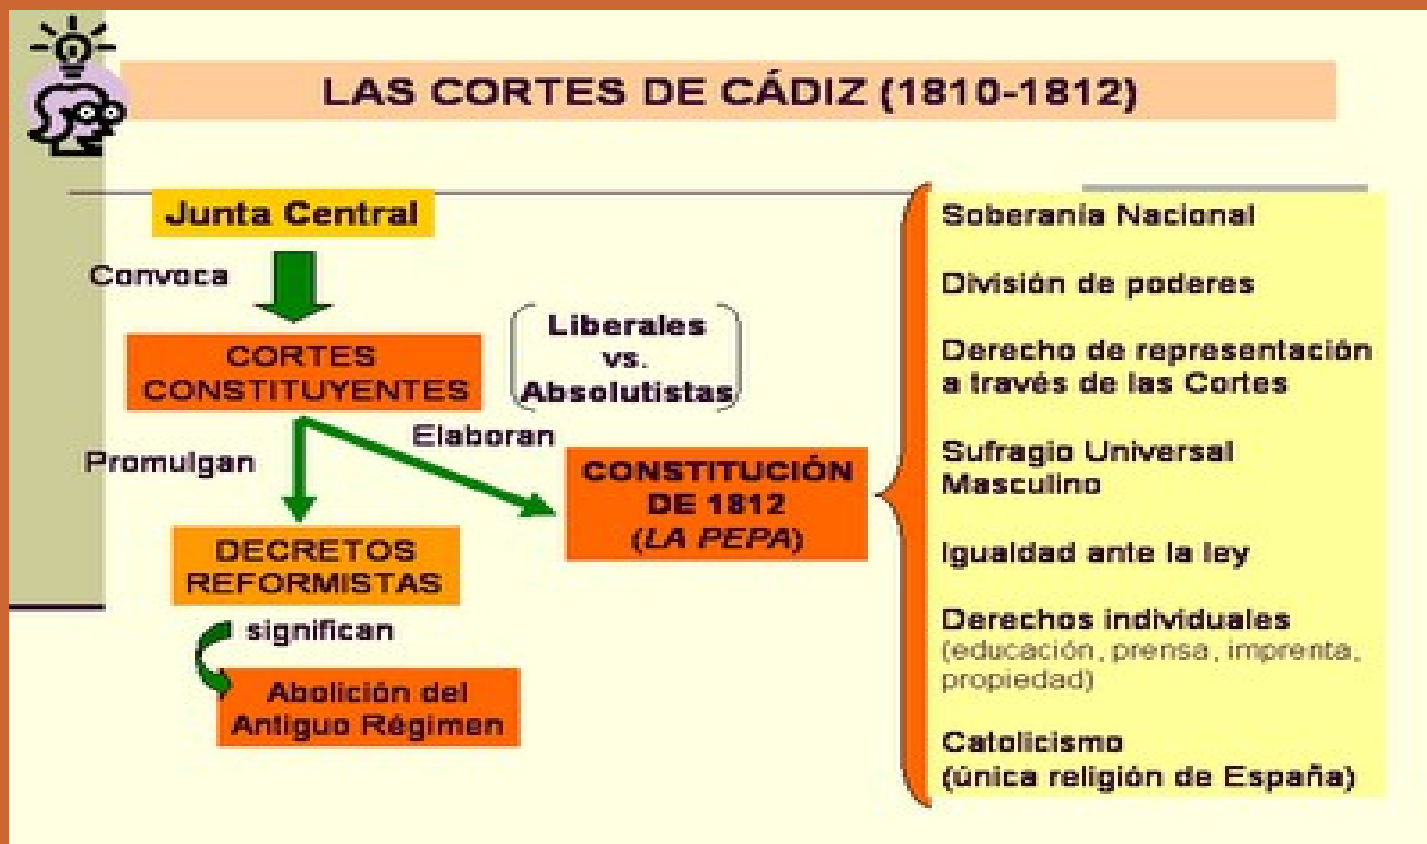 LAS CORTES DE CÁDIZ (1810-1812)
Junta Central
Convoca
CORTES
CONSTITUYENTES
Liberales
vs.
Absolutistas
Promulgan
Elaboran
DECRETOS
REFORMISTAS
significan
Abolición del
Antiguo Régimen
CONSTITUCIÓN
DE 1812
(LA PEPA)
Soberanía Nacional
División de poderes
Derecho de representación
a través de las Cortes
Sufragio Universal
Masculino
Igualdad ante la ley
Derechos individuales
(educación, prensa, imprenta,
propiedad)
Catolicismo
(única religión de España)